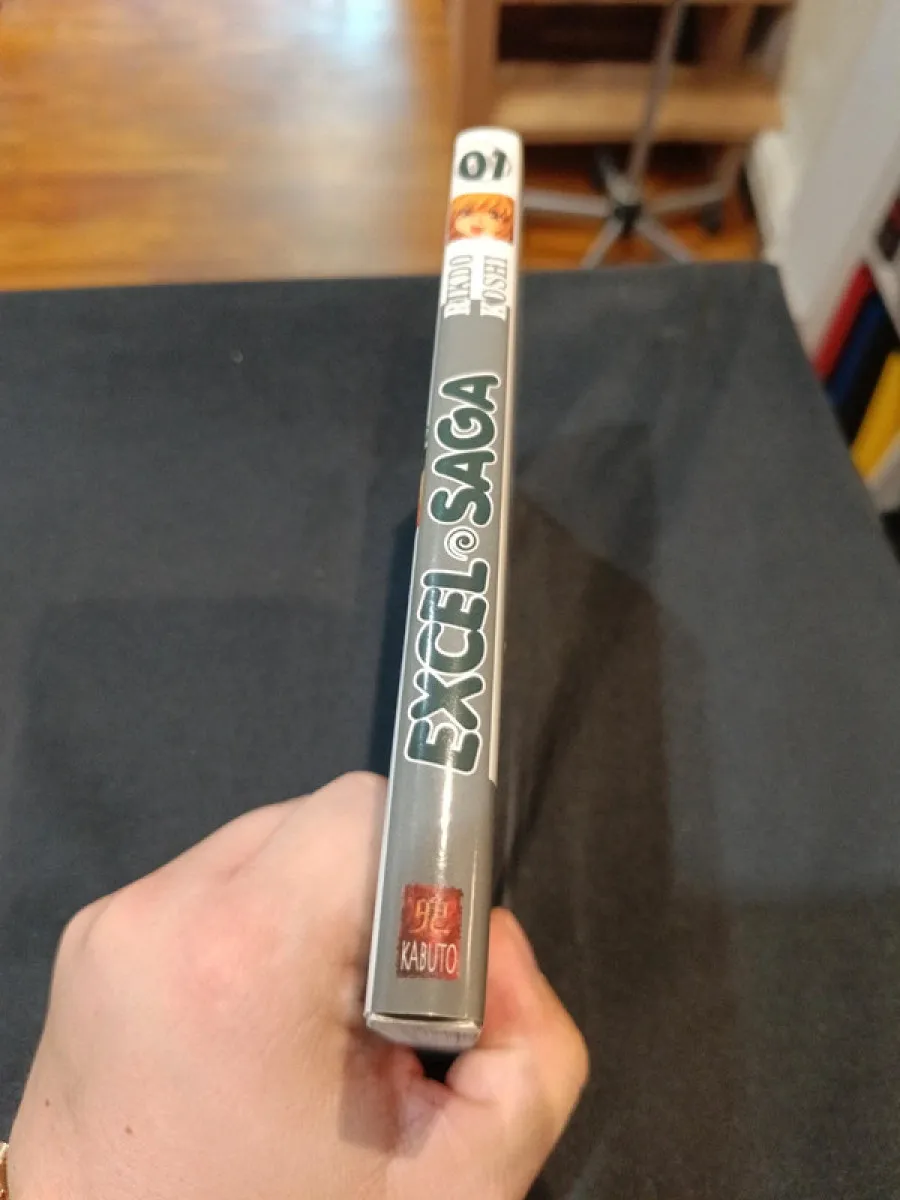 01
RIKDO
KOSHI
EXCEL SAGA
KABUTO